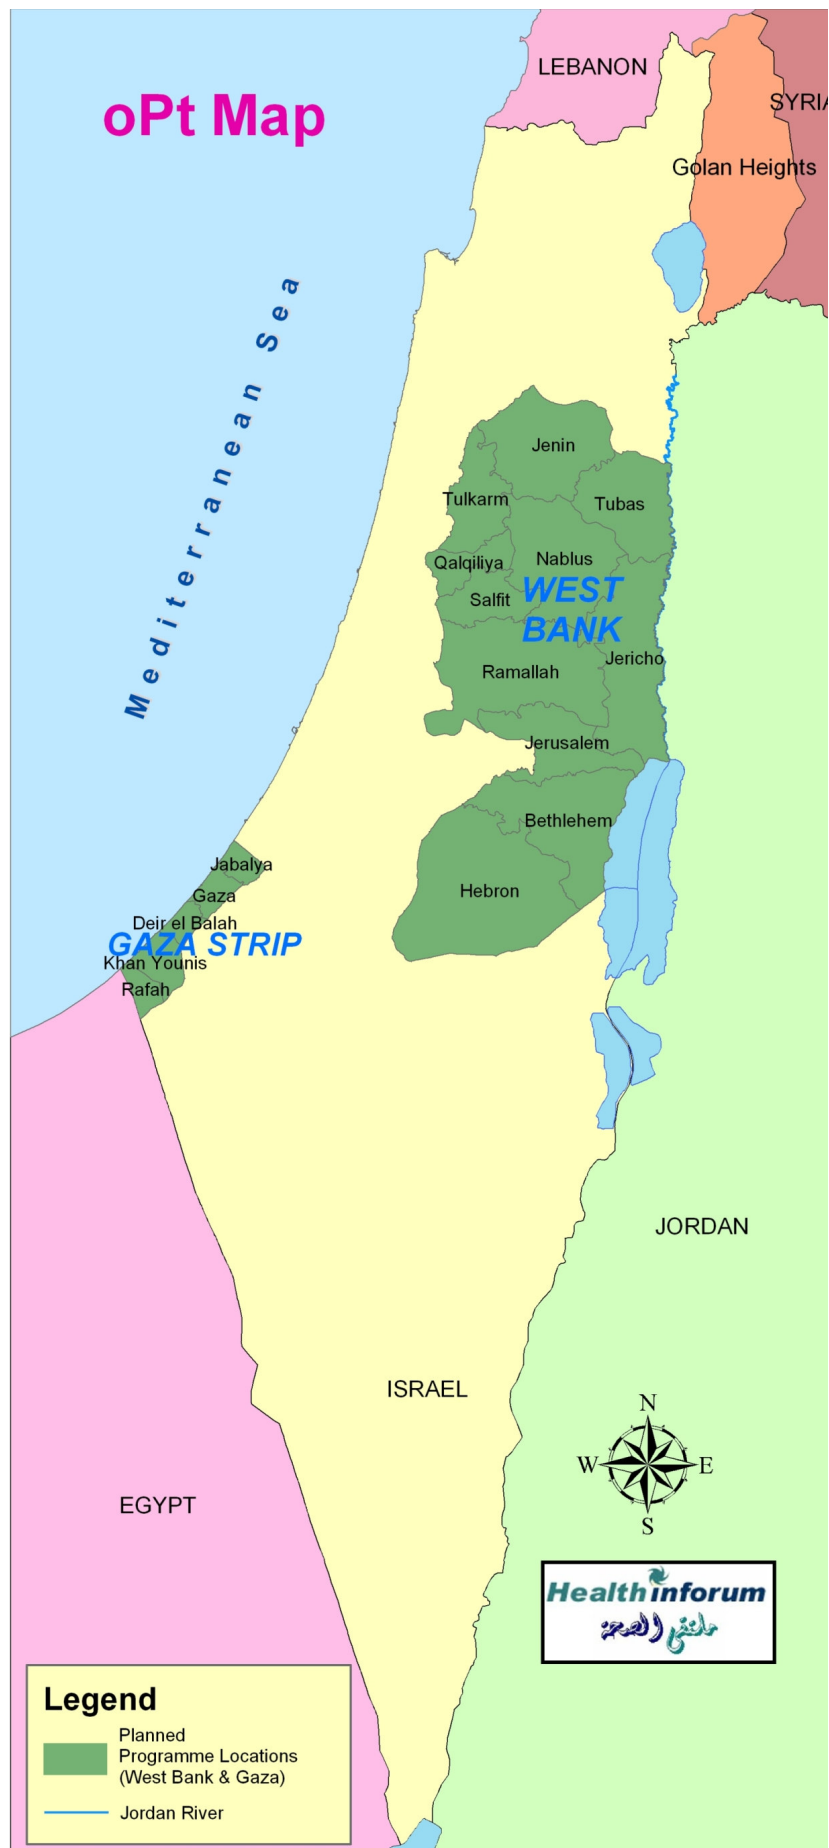 LEBANON
oPt Map
SYRIA
Golan Heights
Mediterranean Sea
Jenin
Tulkarm
Tubas
Nablus
Qalqiliya
WEST
BANK
Salfit
Jericho
Ramallah
Jerusalem
Bethlehem
Jabalya
Hebron
Gaza
Deir el Balah
GAZA STRIP
Khan Younis
Rafah
JORDAN
ISRAEL
N
W
E
S
EGYPT
Healthinforum
ملتقى الصحة
Legend
Planned
Programme Locations
(West Bank & Gaza)
Jordan River